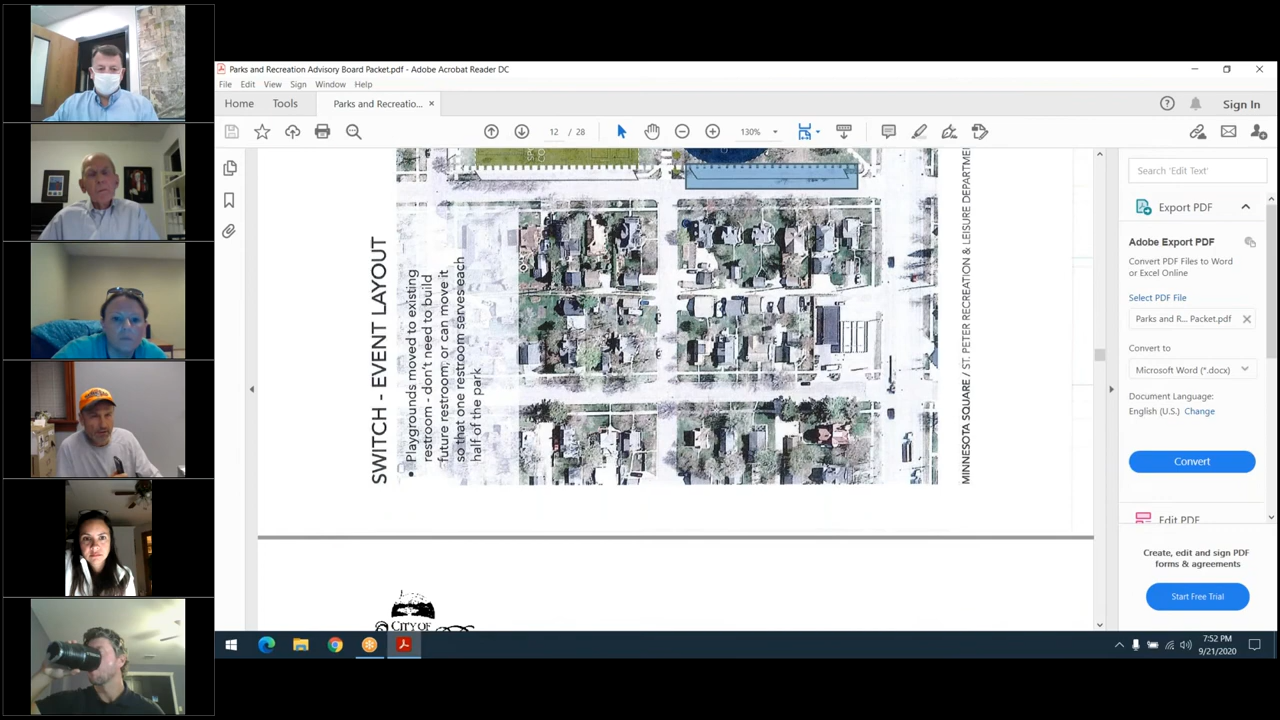 Parks and Recreation Advisory Board Packet.pdf - Adobe Acrobat Reader DC
File Edit View Sign Window Help
Home Tools Parks and Recreatio... ×
Sign In
12 / 28
130%
SWITCH - EVENT LAYOUT
• Playgrounds moved to existing
restroom - don't need to build
future restroom; or can move it
so that one restroom serves each
half of the park.
MINNESOTA SQUARE / ST. PETER RECREATION & LEISURE DEPARTME
CITY OF
Search 'Edit Text'
Export PDF
Adobe Export PDF
Convert PDF Files to Word
or Excel Online
Select PDF File
Parks and R... Packet.pdf
Convert to
Microsoft Word (*.docx)
Document Language:
English (U.S.) Change
Convert
Edit PDF
Create, edit and sign PDF
forms & agreements
Start Free Trial
7:52 PM
9/21/2020